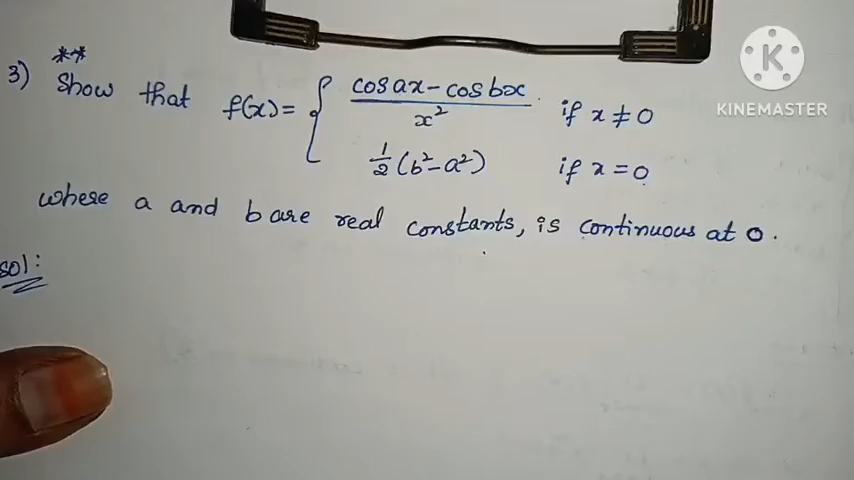 **
3) Show that f(x) = { cos ax - cos bx / x² if x ≠ 0
1/2 (b² - a²) if x = 0
where a and b are real constants, is continuous at 0.
sol:
K
KINEMASTER